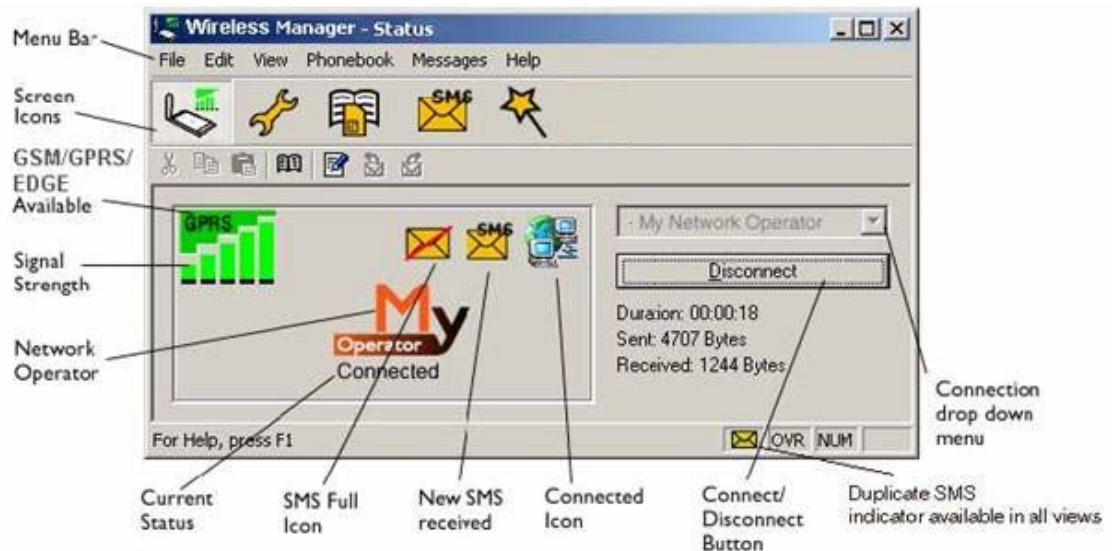 Wireless Manager - Status
Menu Bar
File Edit View Phonebook Messages Help
Screen
Icons
SMS
GSM/GPRS/
EDGE
Available
GPRS
SMS
- My Network Operator
Disconnect
Signal
Strength
My
Operator
Connected
Duraion: 00:00:18
Sent: 4707 Bytes
Received: 1244 Bytes
Network
Operator
Connection
drop down
menu
For Help, press F1
OVR NUM
Current
Status
SMS Full
Icon
New SMS
received
Connected
Icon
Connect/
Disconnect
Button
Duplicate SMS
indicator available in all views